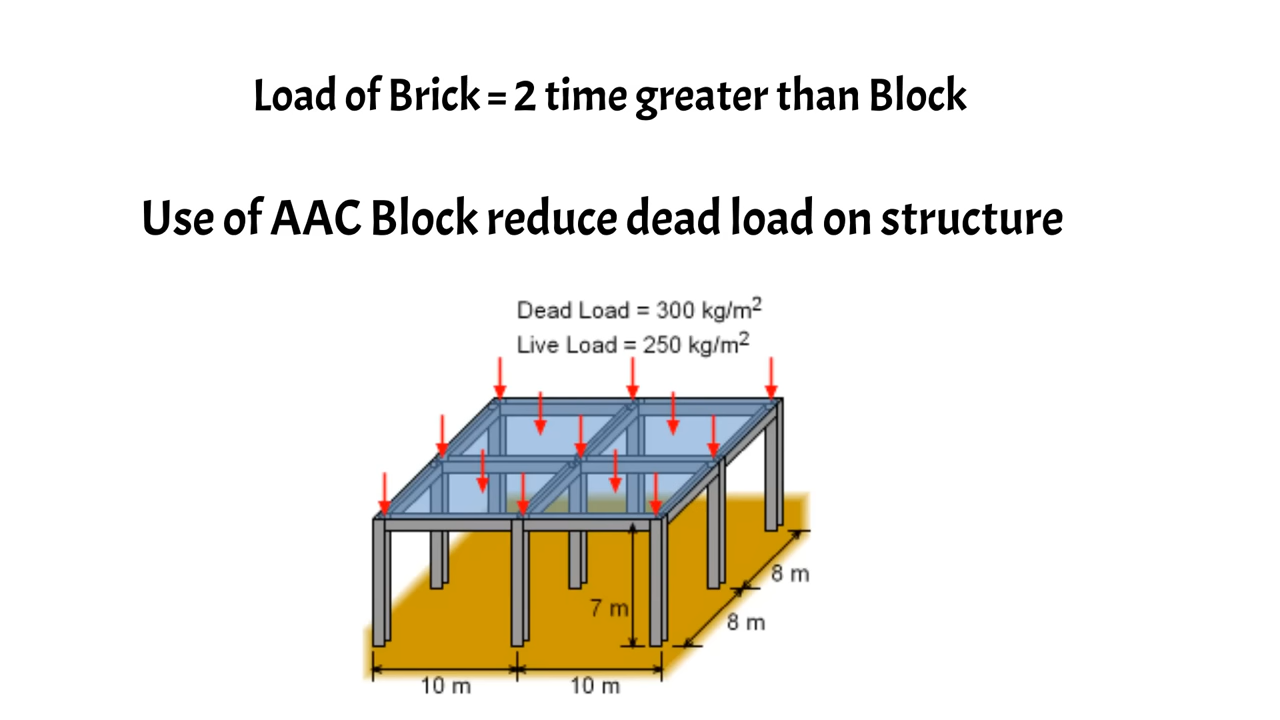 Load of Brick = 2 time greater than Block
Use of AAC Block reduce dead load on structure
Dead Load = 300 kg/m²
Live Load = 250 kg/m²
8 m
7 m
8 m
10 m
10 m